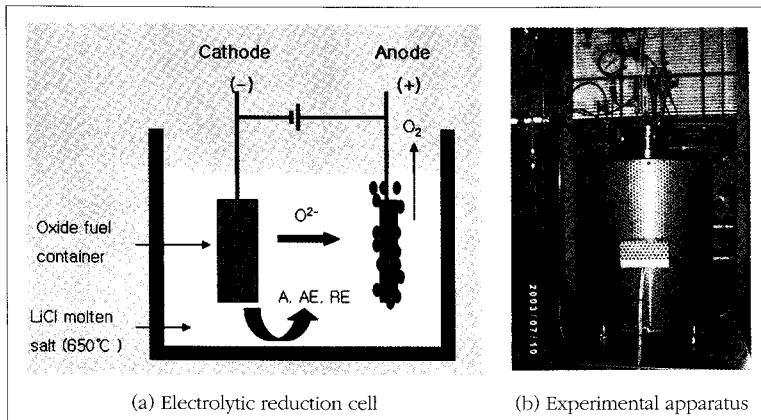 Cathode
(−)
Anode
(+)
O₂
O²⁻
Oxide fuel
container
A, AE, RE
LiCl molten
salt (650℃)
(a) Electrolytic reduction cell
2003/07/10
(b) Experimental apparatus